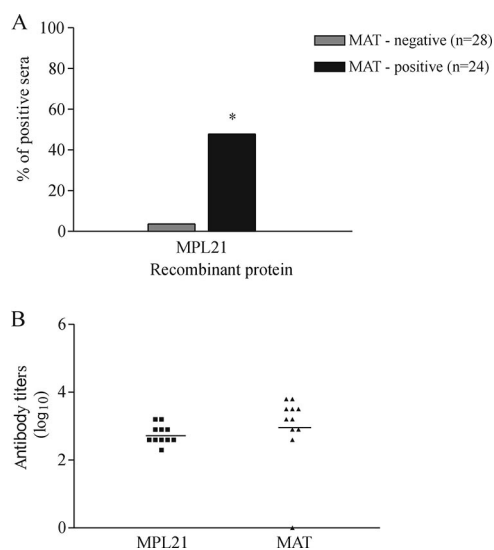 A
MAT - negative (n=28)
MAT - positive (n=24)
% of positive sera
100
80
60
40
20
0
*
MPL21
Recombinant protein
B
Antibody titers
(log10)
6
4
2
0
MPL21
MAT